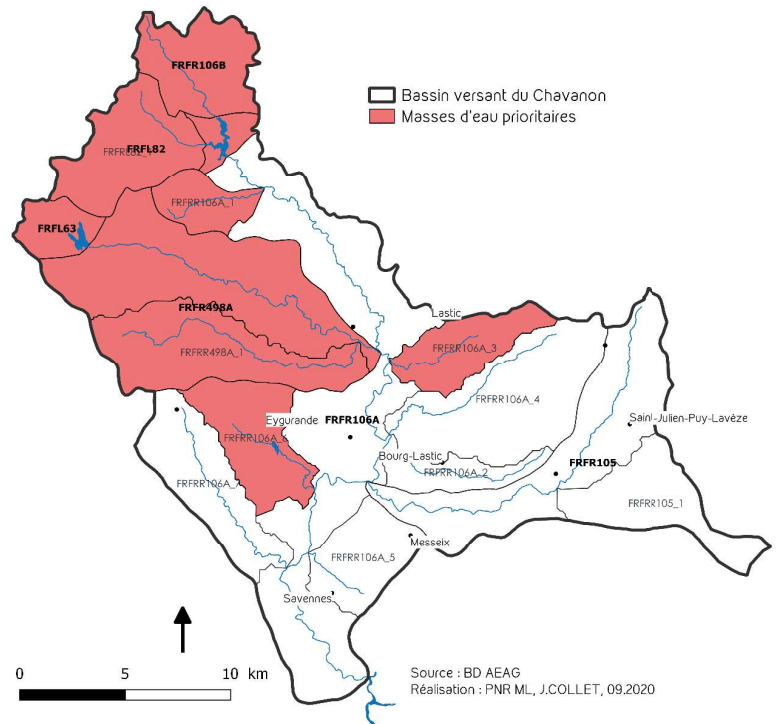 FRFR106B
Bassin versant du Chavanon
Masses d'eau prioritaires
FRFL82
FRFRR106A_1
FRFL63
FRFR498A
Lastic
FRFRR498A_1
FRFRR106A_3
FRFRR106A_4
Eygurande
FRFR106A
Saint-Julien-Puy-Lavèze
FRFRR106A_6
Bourg-Lastic
FRFRR106A_2
FRFR105
FRFRR105_1
Messeix
FRFRR106A_5
Savennes
0 5 10 km
Source : BD AEAG
Réalisation : PNR ML, J.COLLET, 09.2020